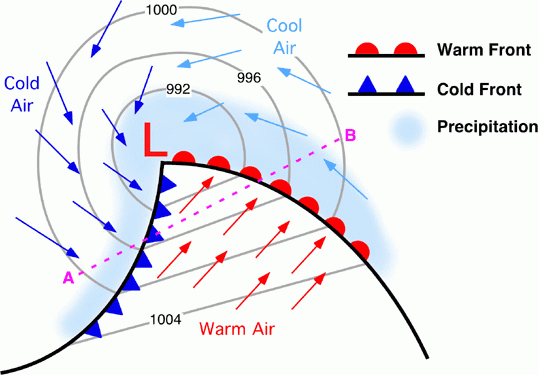 1000
Cool
Air
Warm Front
996
Cold
Air
992
Cold Front
Precipitation
L
B
A
1004
Warm Air